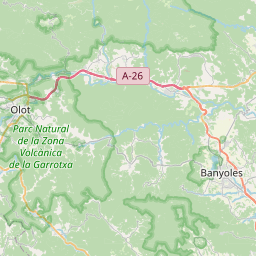 A-26
Olot
Parc Natural
de la Zona
Volcànica
de la Garrotxa
Banyoles